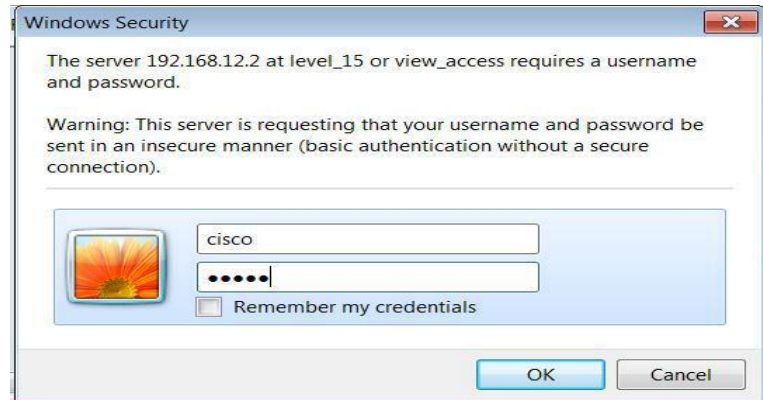 Windows Security
The server 192.168.12.2 at level_15 or view_access requires a username
and password.
Warning: This server is requesting that your username and password be
sent in an insecure manner (basic authentication without a secure
connection).
cisco
●●●●●
Remember my credentials
OK
Cancel